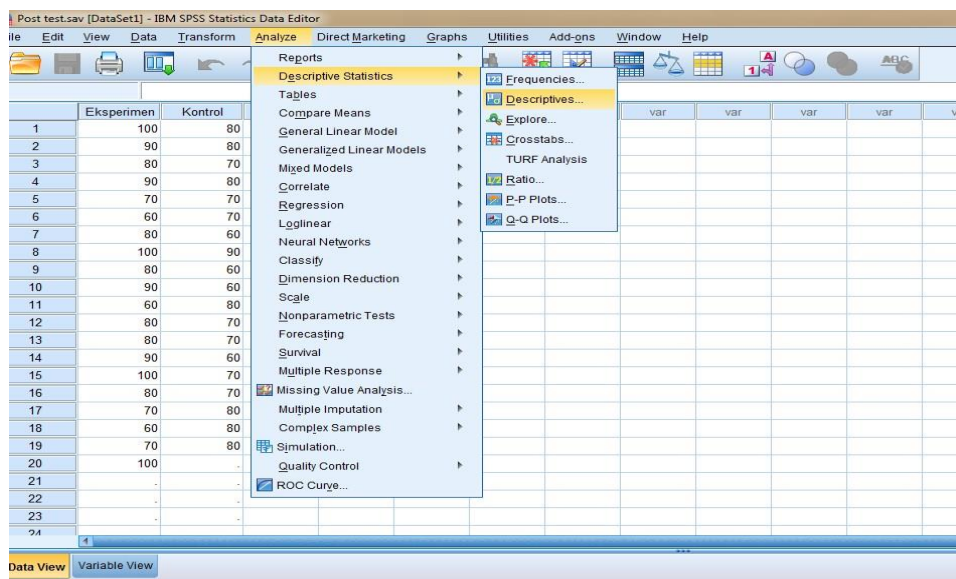 Post test.sav [DataSet1] - IBM SPSS Statistics Data Editor
ile Edit View Data Transform Analyze Direct Marketing Graphs Utilities Add-ons Window Help
Reports
Descriptive Statistics
Tables
Compare Means
General Linear Model
Generalized Linear Models
Mixed Models
Correlate
Regression
Loglinear
Neural Networks
Classify
Dimension Reduction
Scale
Nonparametric Tests
Forecasting
Survival
Multiple Response
Missing Value Analysis...
Multiple Imputation
Complex Samples
Simulation...
Quality Control
ROC Curve...
Frequencies...
Descriptives...
Explore...
Crosstabs...
TURF Analysis
Ratio...
P-P Plots...
Q-Q Plots...
Eksperimen Kontrol var var var var
1 100 80
2 90 80
3 80 70
4 90 80
5 70 70
6 60 70
7 80 60
8 100 90
9 80 60
10 90 60
11 60 80
12 80 70
13 80 70
14 90 60
15 100 70
16 80 70
17 70 80
18 60 80
19 70 80
20 100 .
21 . .
22 . .
23 . .
24
Data View Variable View